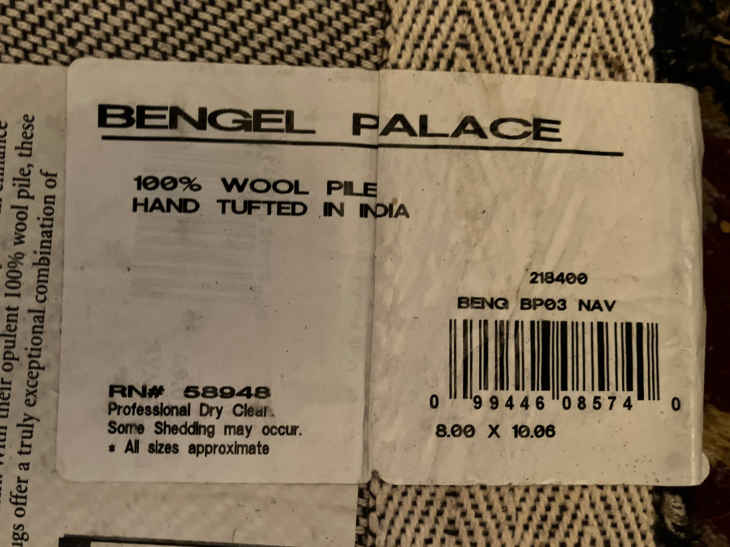 BENGEL PALACE
100% WOOL PILE
HAND TUFTED IN INDIA
218400
BENG BP03 NAV
0 99446 08574 0
8.00 X 10.06
RN# 58948
Professional Dry Clean.
Some Shedding may occur.
* All sizes approximate
their opulent 100% wool pile, these
ugs offer a truly exceptional combination of